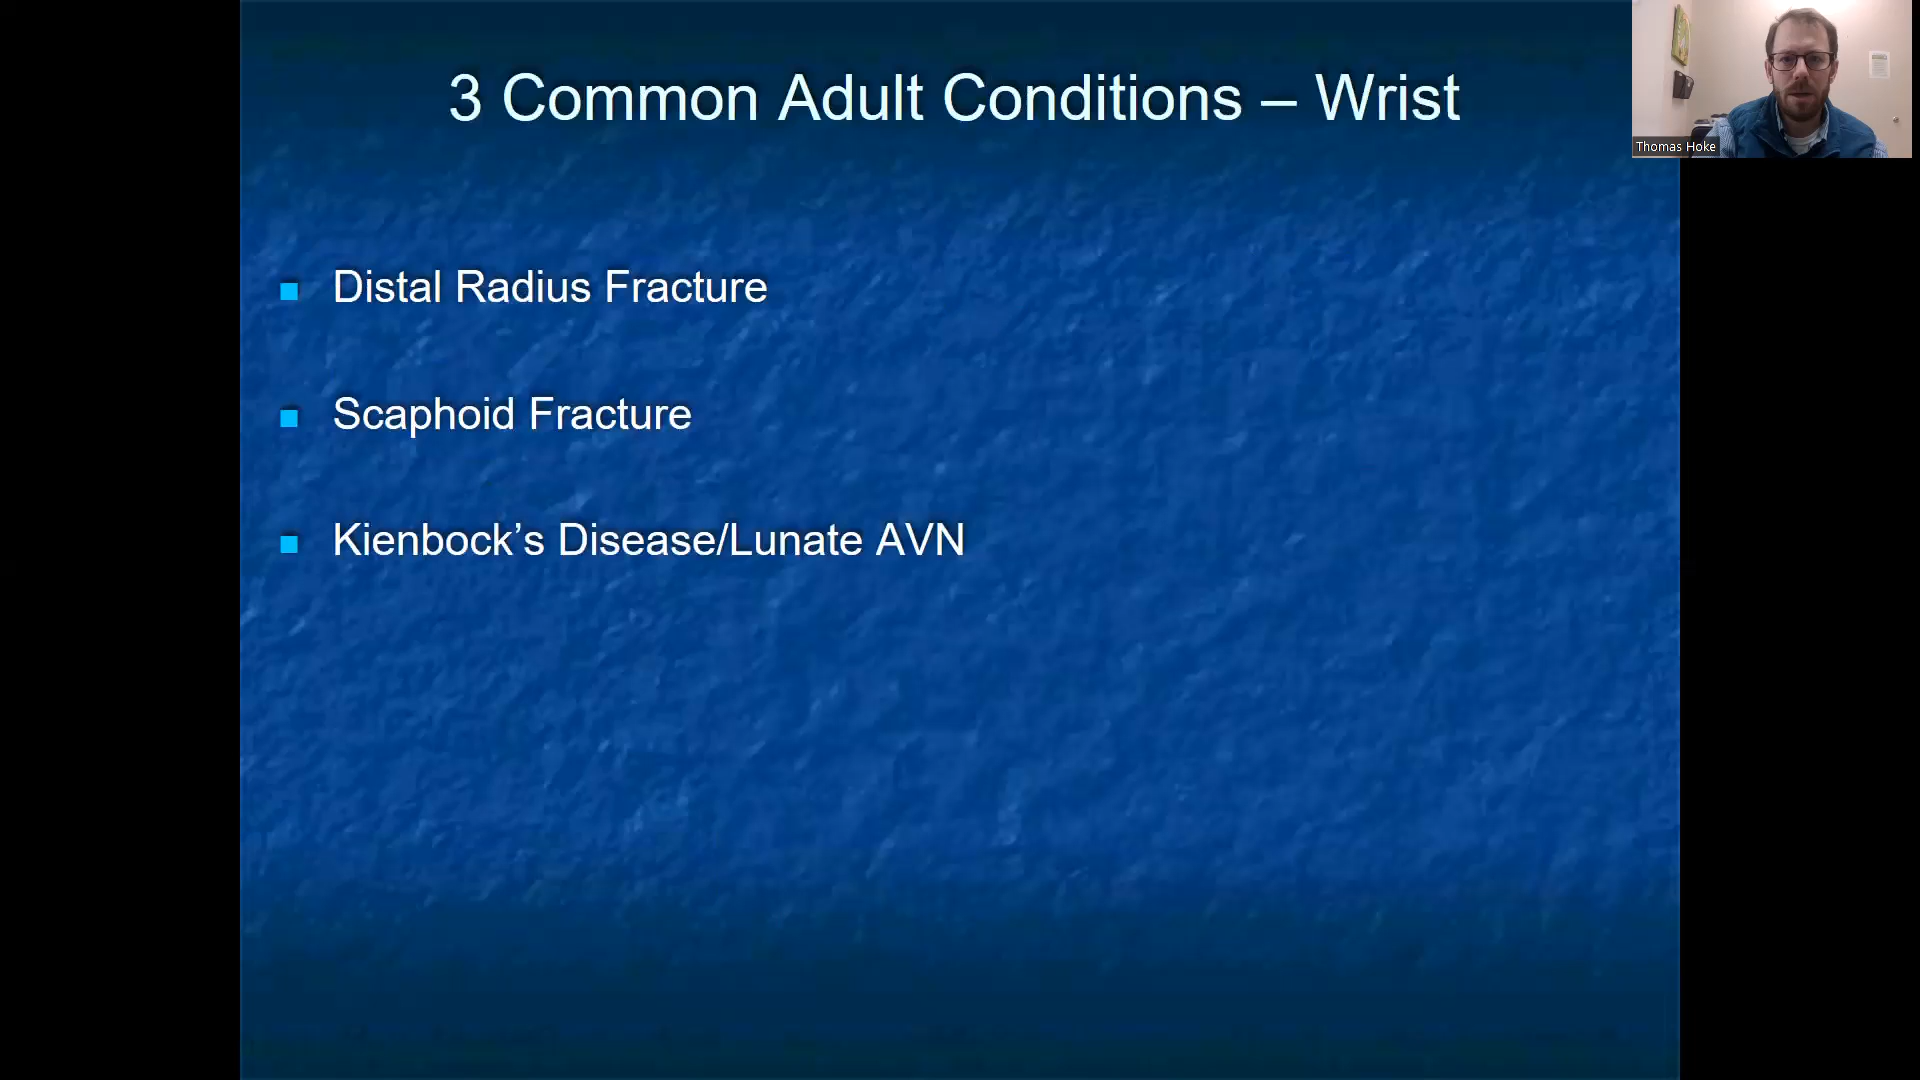 3 Common Adult Conditions – Wrist
Thomas Hoke
Distal Radius Fracture
Scaphoid Fracture
Kienbock’s Disease/Lunate AVN